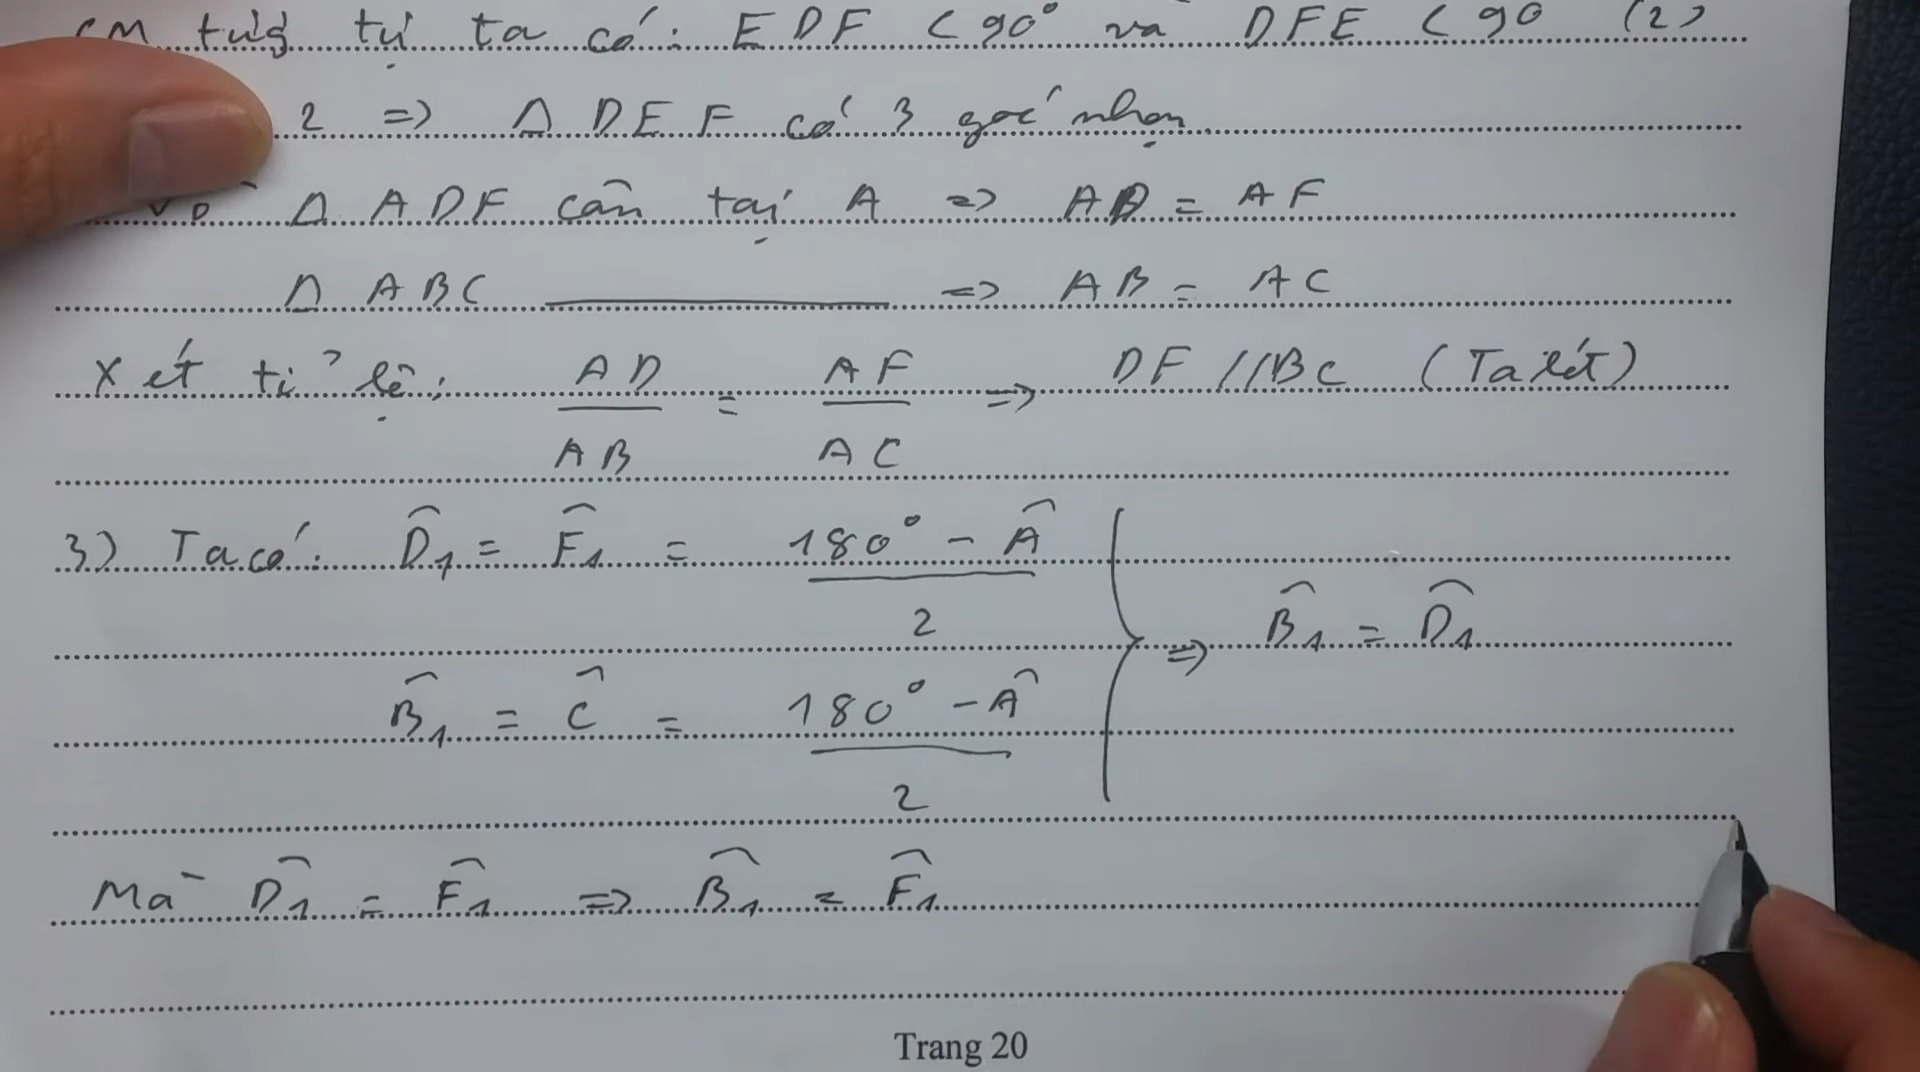 CM tương tự ta có: EDF < 90° và DFE < 90 (2)
2 => Δ DEF có 3 góc nhọn.
Δ ADF cân tại A => AD = AF
Δ ABC ———— => AB = AC
Xét tỉ lệ: AD/AB = AF/AC => DF // BC (Ta lét)
3) Ta có: D̂₁ = F̂₁ = (180° - Â)/2
=> B̂₁ = D̂₁
B̂₁ = Ĉ = (180° - Â)/2
Mà D̂₁ = F̂₁ => B̂₁ = F̂₁
Trang 20